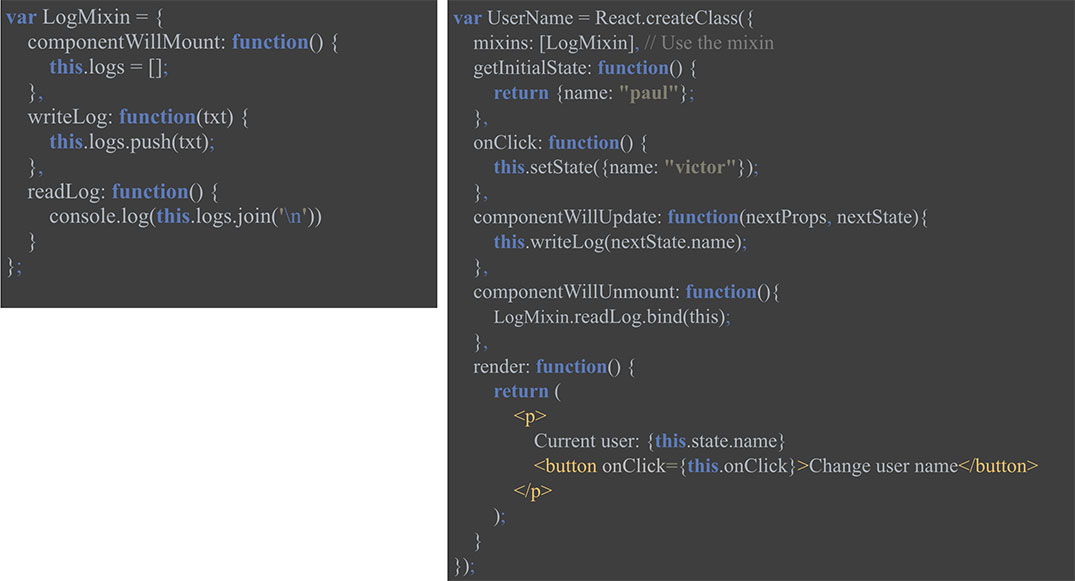 var LogMixin = {
componentWillMount: function() {
this.logs = [];
},
writeLog: function(txt) {
this.logs.push(txt);
},
readLog: function() {
console.log(this.logs.join('\n'))
}
};
var UserName = React.createClass({
mixins: [LogMixin], // Use the mixin
getInitialState: function() {
return {name: "paul"};
},
onClick: function() {
this.setState({name: "victor"});
},
componentWillUpdate: function(nextProps, nextState){
this.writeLog(nextState.name);
},
componentWillUnmount: function(){
LogMixin.readLog.bind(this);
},
render: function() {
return (
<p>
Current user: {this.state.name}
<button onClick={this.onClick}>Change user name</button>
</p>
);
}
});